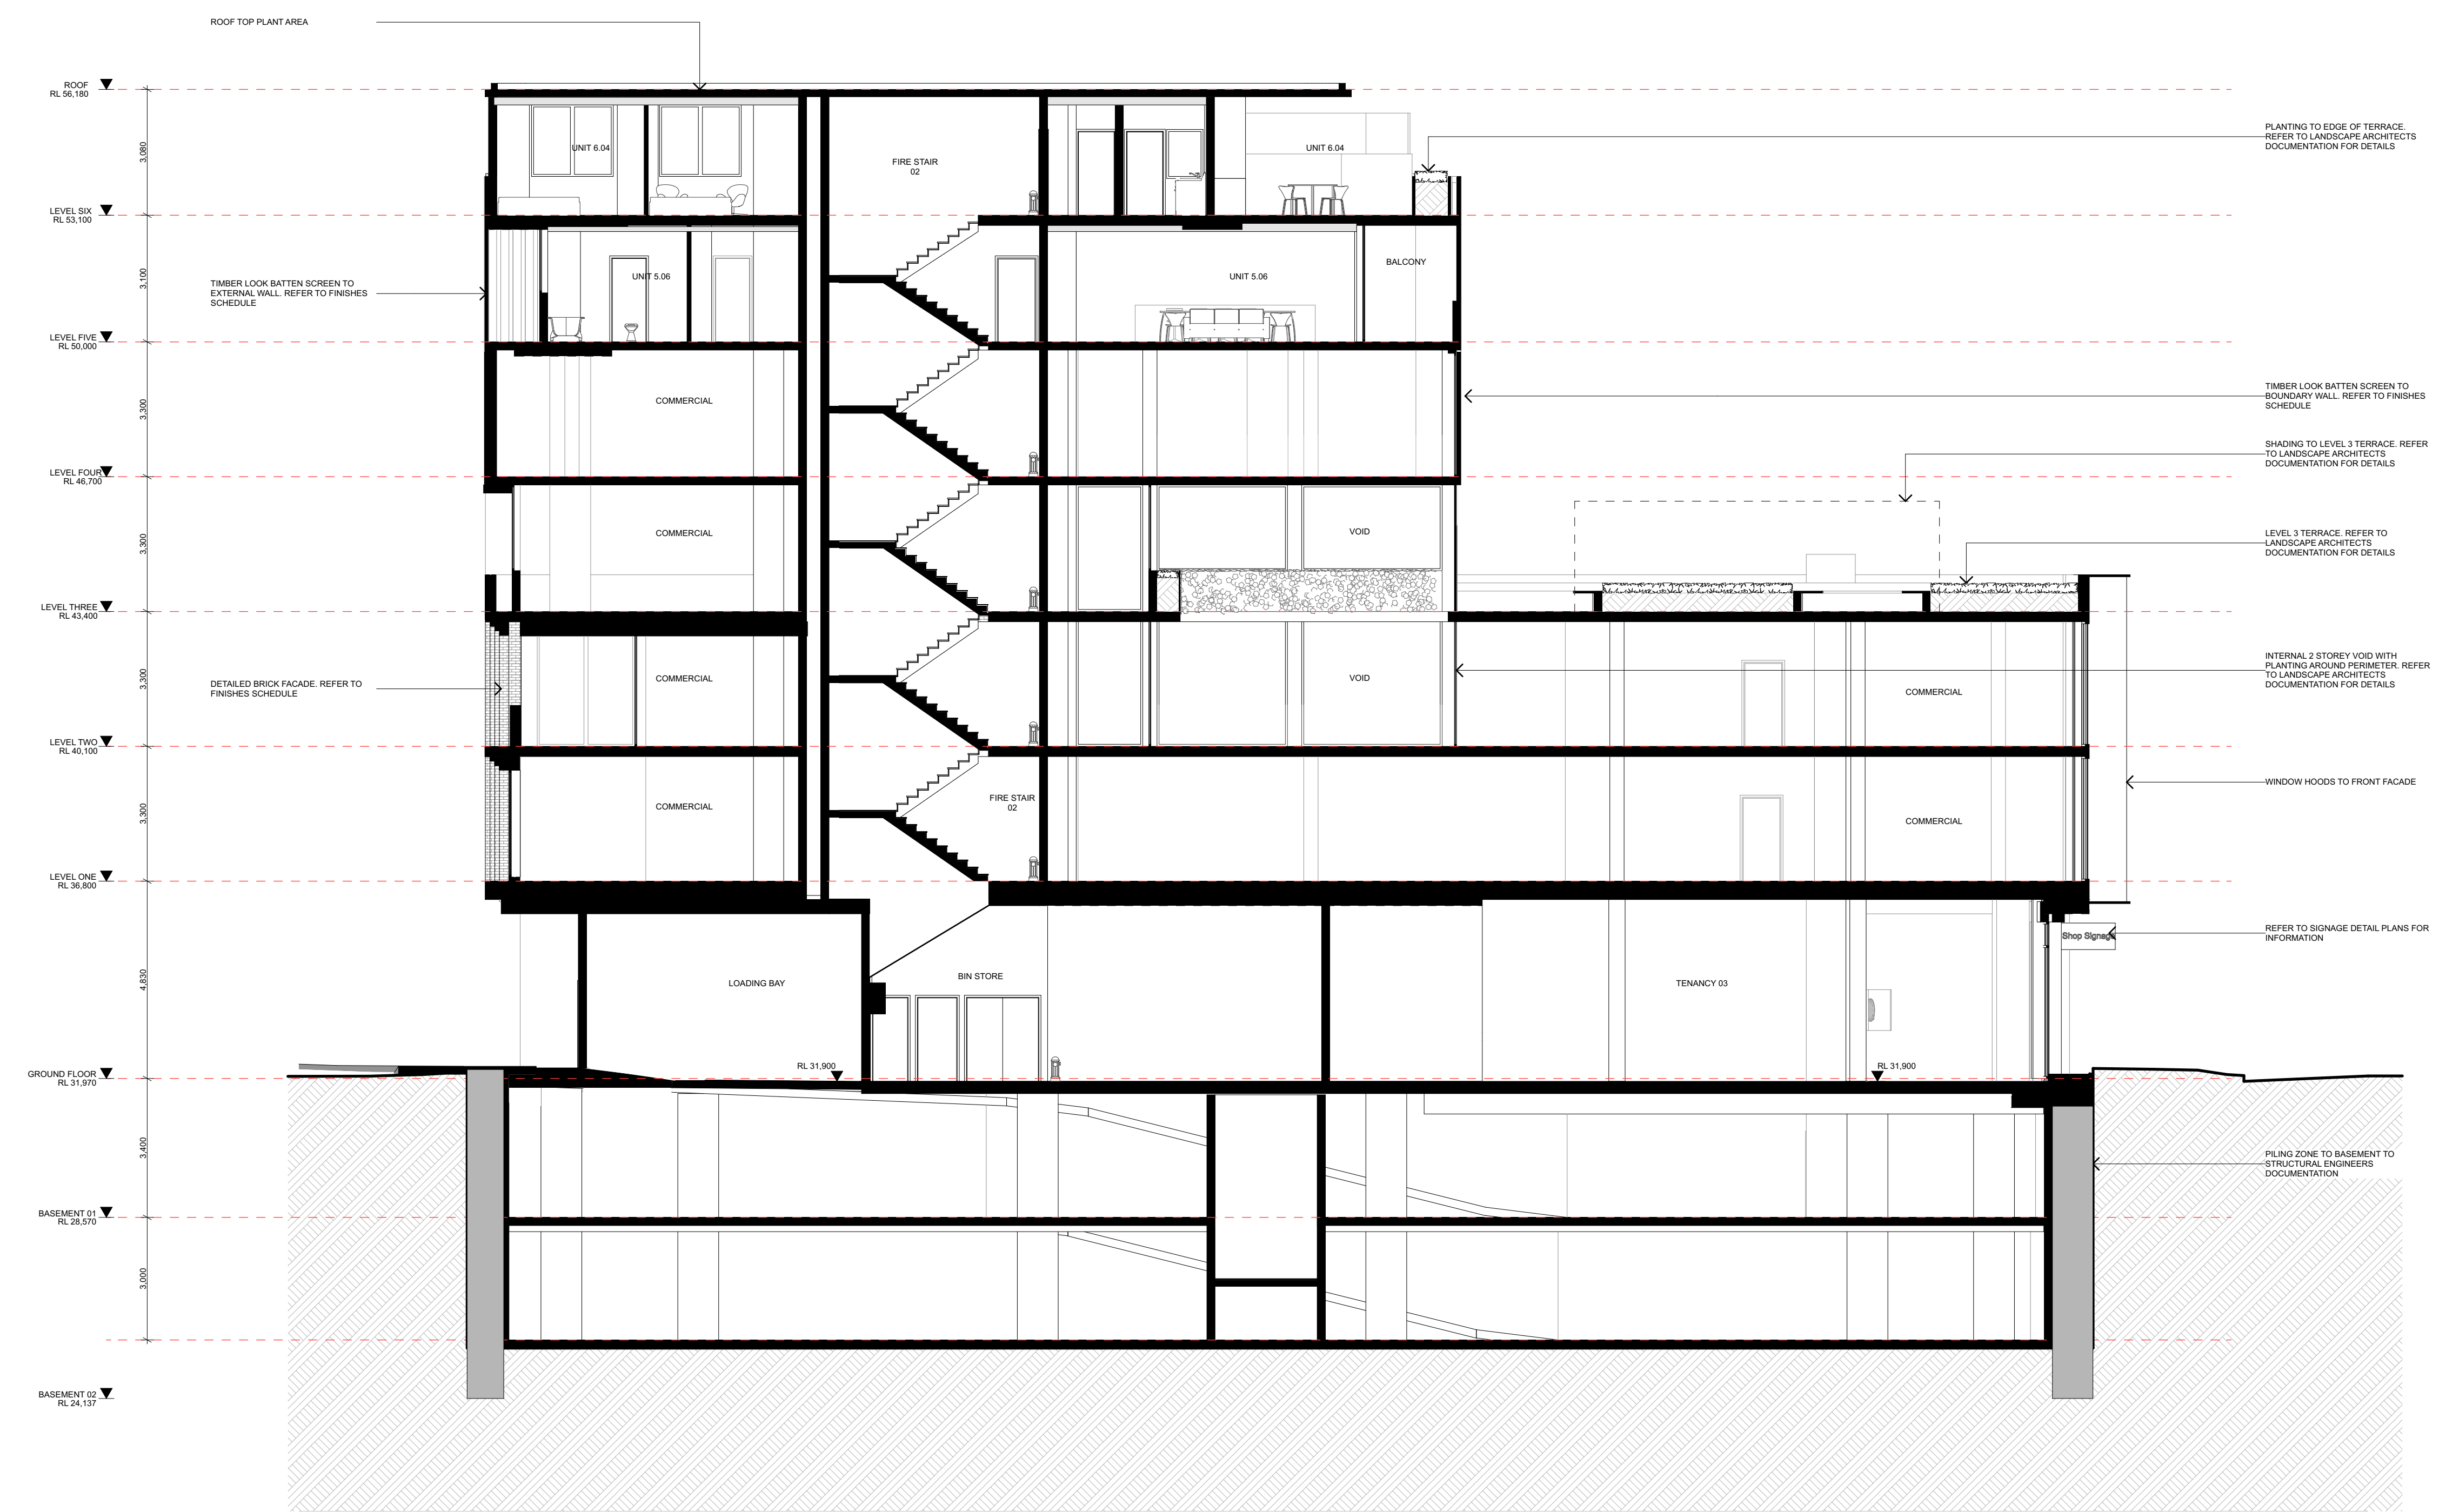 ROOF TOP PLANT AREA
ROOF
RL 56,180
3,080
UNIT 6.04
FIRE STAIR
02
UNIT 6.04
PLANTING TO EDGE OF TERRACE.
REFER TO LANDSCAPE ARCHITECTS
DOCUMENTATION FOR DETAILS
LEVEL SIX
RL 53,100
3,100
TIMBER LOOK BATTEN SCREEN TO
EXTERNAL WALL. REFER TO FINISHES
SCHEDULE
UNIT 5.06
UNIT 5.06
BALCONY
LEVEL FIVE
RL 50,000
3,300
COMMERCIAL
TIMBER LOOK BATTEN SCREEN TO
BOUNDARY WALL. REFER TO FINISHES
SCHEDULE
SHADING TO LEVEL 3 TERRACE. REFER
TO LANDSCAPE ARCHITECTS
DOCUMENTATION FOR DETAILS
LEVEL FOUR
RL 46,700
3,300
COMMERCIAL
VOID
LEVEL 3 TERRACE. REFER TO
LANDSCAPE ARCHITECTS
DOCUMENTATION FOR DETAILS
LEVEL THREE
RL 43,400
3,300
DETAILED BRICK FACADE. REFER TO
FINISHES SCHEDULE
COMMERCIAL
VOID
COMMERCIAL
INTERNAL 2 STOREY VOID WITH
PLANTING AROUND PERIMETER. REFER
TO LANDSCAPE ARCHITECTS
DOCUMENTATION FOR DETAILS
LEVEL TWO
RL 40,100
3,300
COMMERCIAL
FIRE STAIR
02
COMMERCIAL
WINDOW HOODS TO FRONT FACADE
LEVEL ONE
RL 36,800
4,830
LOADING BAY
BIN STORE
TENANCY 03
Shop Signage
REFER TO SIGNAGE DETAIL PLANS FOR
INFORMATION
RL 31,900
RL 31,900
GROUND FLOOR
RL 31,970
3,400
PILING ZONE TO BASEMENT TO
STRUCTURAL ENGINEERS
DOCUMENTATION
BASEMENT 01
RL 28,570
3,000
BASEMENT 02
RL 24,137